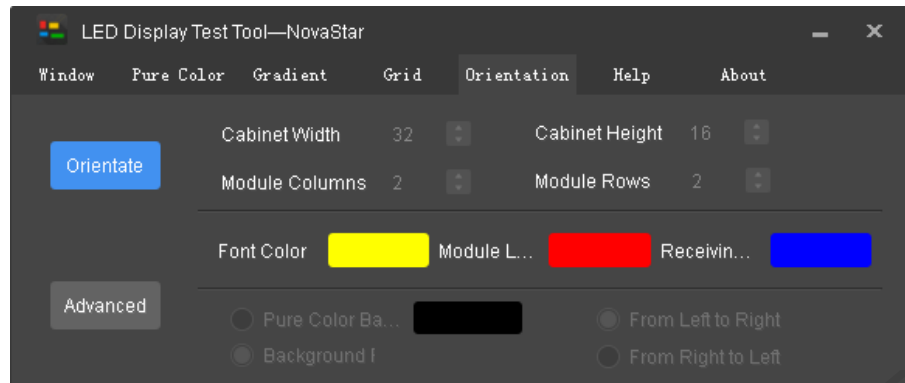 LED Display Test Tool—NovaStar
Window Pure Color Gradient Grid Orientation Help About
Orientate
Cabinet Width 32 Cabinet Height 16
Module Columns 2 Module Rows 2
Font Color Module L... Receivin...
Advanced
Pure Color Ba... From Left to Right
Background From Right to Left